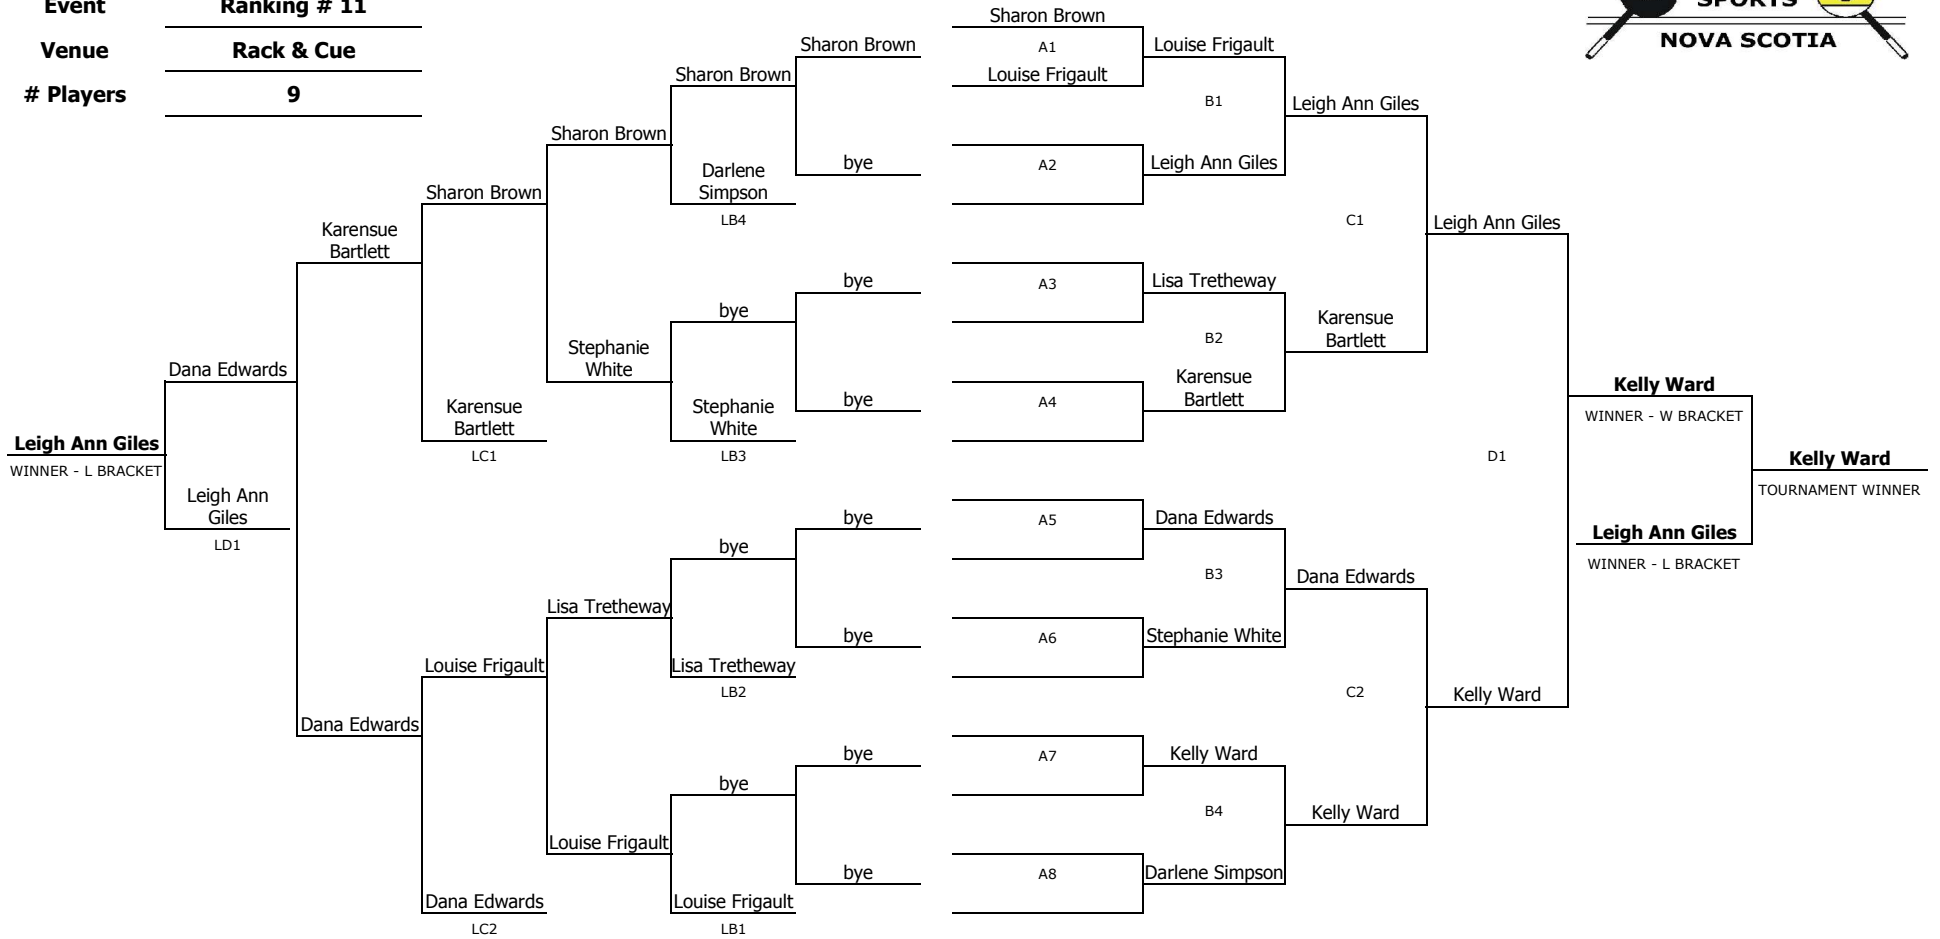 Event Ranking # 11
Venue Rack & Cue
# Players 9
SPORTS
NOVA SCOTIA
Sharon Brown
Sharon Brown A1 Louise Frigault
Sharon Brown Louise Frigault
B1 Leigh Ann Giles
Sharon Brown
bye A2 Leigh Ann Giles
Darlene
Simpson
Sharon Brown
LB4 C1 Leigh Ann Giles
Karensue
Bartlett
bye A3 Lisa Tretheway
bye
Karensue
Bartlett
B2
Stephanie
White
Dana Edwards
Karensue
Bartlett
Kelly Ward
bye A4
Karensue
Bartlett
Stephanie
White
WINNER - W BRACKET
Leigh Ann Giles
WINNER - L BRACKET
LC1 LB3 D1 Kelly Ward
TOURNAMENT WINNER
Leigh Ann
Giles
LD1
bye A5 Dana Edwards
Leigh Ann Giles
WINNER - L BRACKET
bye
B3 Dana Edwards
Lisa Tretheway
bye A6 Stephanie White
Louise Frigault Lisa Tretheway
LB2 C2 Kelly Ward
Dana Edwards
bye A7 Kelly Ward
bye
B4 Kelly Ward
Louise Frigault
bye A8 Darlene Simpson
Dana Edwards Louise Frigault
LC2 LB1